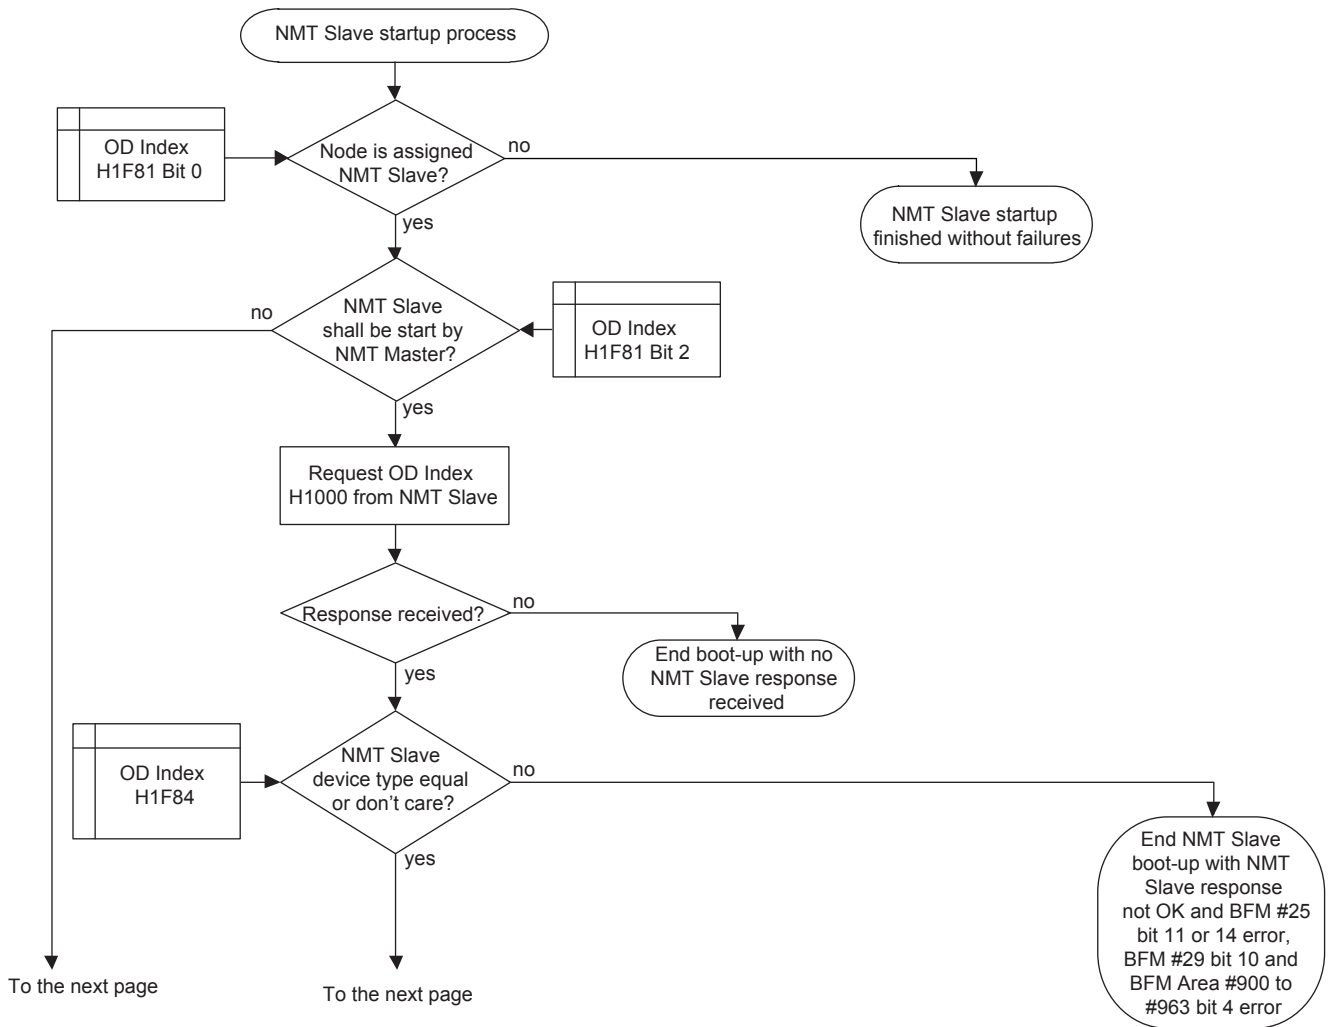 NMT Slave startup process
OD Index
H1F81 Bit 0
Node is assigned
NMT Slave?
no
yes
NMT Slave startup
finished without failures
no
NMT Slave
shall be start by
NMT Master?
OD Index
H1F81 Bit 2
yes
Request OD Index
H1000 from NMT Slave
Response received?
no
yes
End boot-up with no
NMT Slave response
received
OD Index
H1F84
NMT Slave
device type equal
or don't care?
no
yes
End NMT Slave
boot-up with NMT
Slave response
not OK and BFM #25
bit 11 or 14 error,
BFM #29 bit 10 and
BFM Area #900 to
#963 bit 4 error
To the next page
To the next page